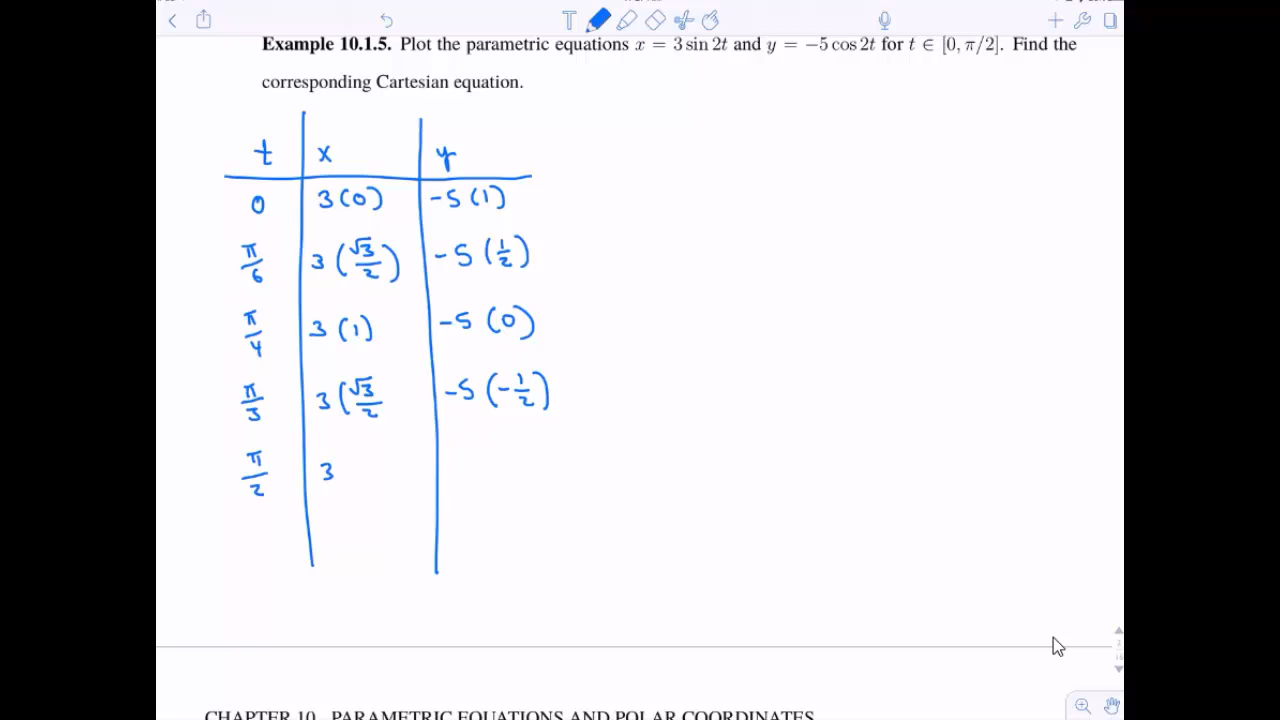 Example 10.1.5. Plot the parametric equations x = 3 sin 2t and y = −5 cos 2t for t ∈ [0, π/2]. Find the
corresponding Cartesian equation.
t x y
0 3(0) -5(1)
π/6 3(√3/2) -5(1/2)
π/4 3(1) -5(0)
π/3 3(√3/2 -5(-1/2)
π/2 3
CHAPTER 10. PARAMETRIC EQUATIONS AND POLAR COORDINATES